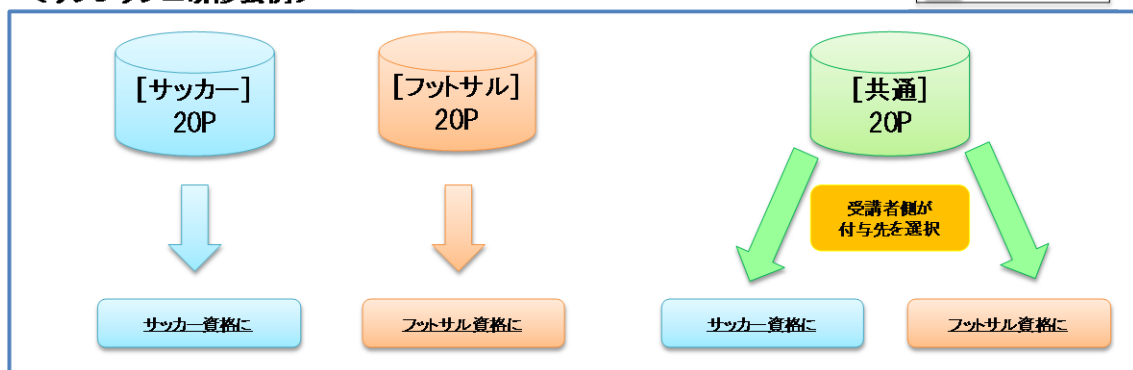 [サッカー]
20P
[フットサル]
20P
[共通]
20P
受講者側が
付与先を選択
サッカー資格に
フットサル資格に
サッカー資格に
フットサル資格に